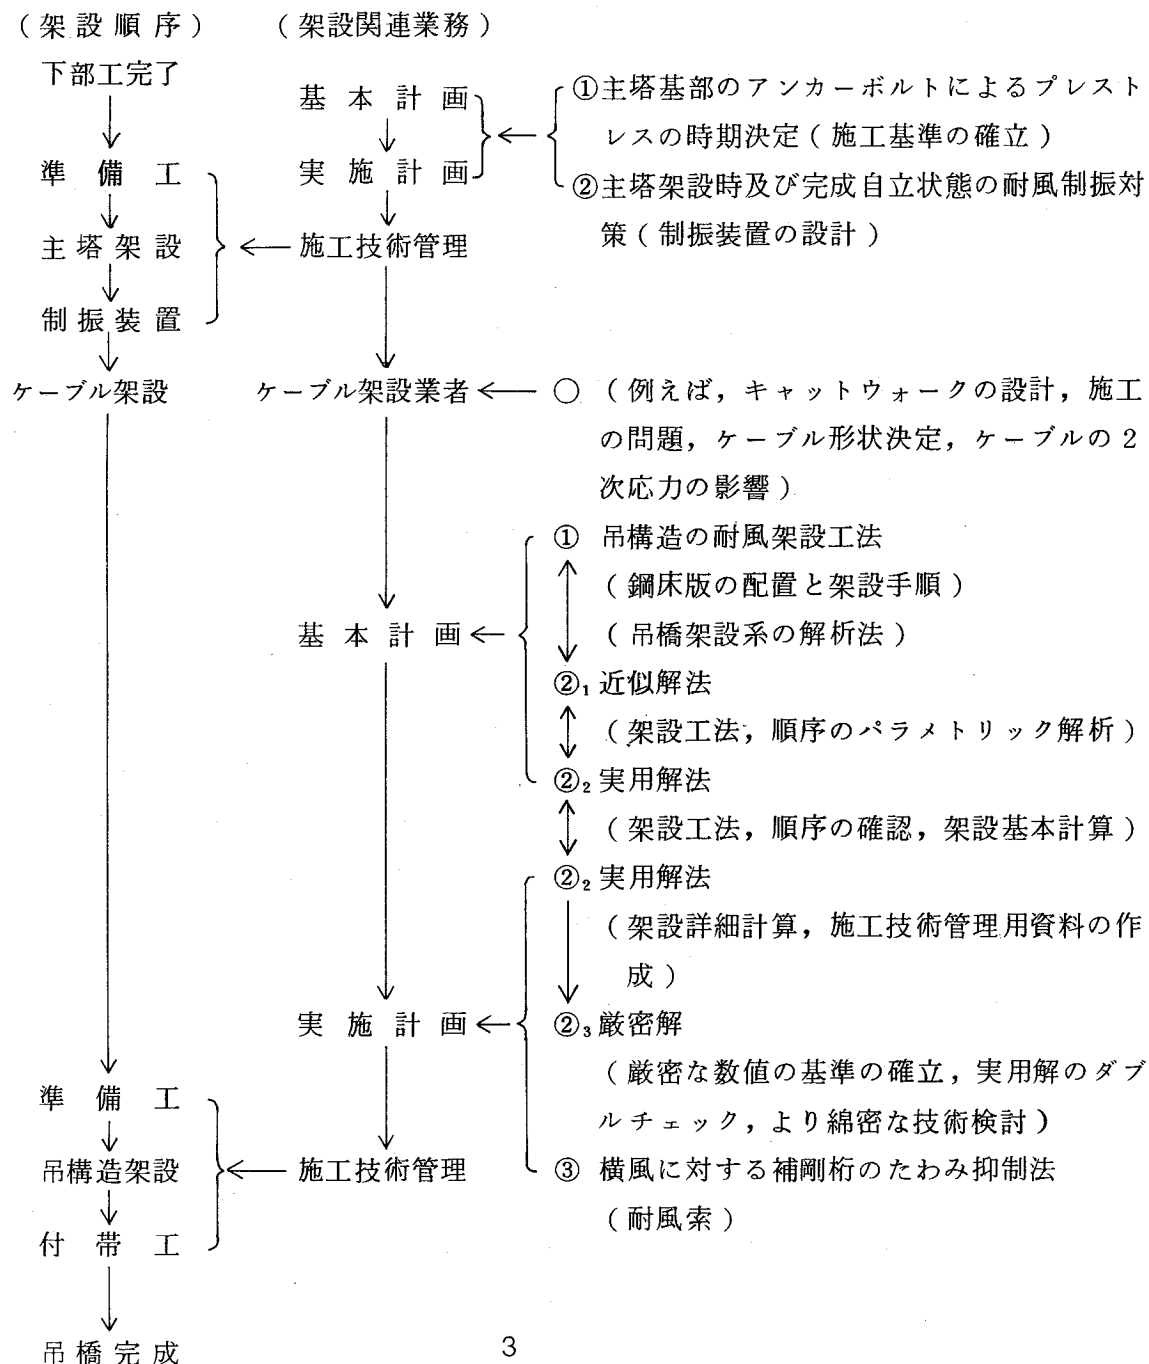 (架設順序) (架設関連業務)
下部工完了
基本計画
①主塔基部のアンカーボルトによるプレスト
レスの時期決定(施工基準の確立)
準備工
実施計画
②主塔架設時及び完成自立状態の耐風制振対
策(制振装置の設計)
主塔架設
施工技術管理
制振装置
ケーブル架設
ケーブル架設業者
○ (例えば,キャットウォークの設計,施工
の問題,ケーブル形状決定,ケーブルの2
次応力の影響)
① 吊構造の耐風架設工法
(鋼床版の配置と架設手順)
基本計画
(吊橋架設系の解析法)
②₁近似解法
(架設工法,順序のパラメトリック解析)
②₂実用解法
(架設工法,順序の確認,架設基本計算)
②₂実用解法
(架設詳細計算,施工技術管理用資料の作
成)
実施計画
②₃厳密解
(厳密な数値の基準の確立,実用解のダブ
ルチェック,より綿密な技術検討)
準備工
吊構造架設
施工技術管理
③ 横風に対する補剛桁のたわみ抑制法
(耐風索)
付帯工
吊橋完成
3